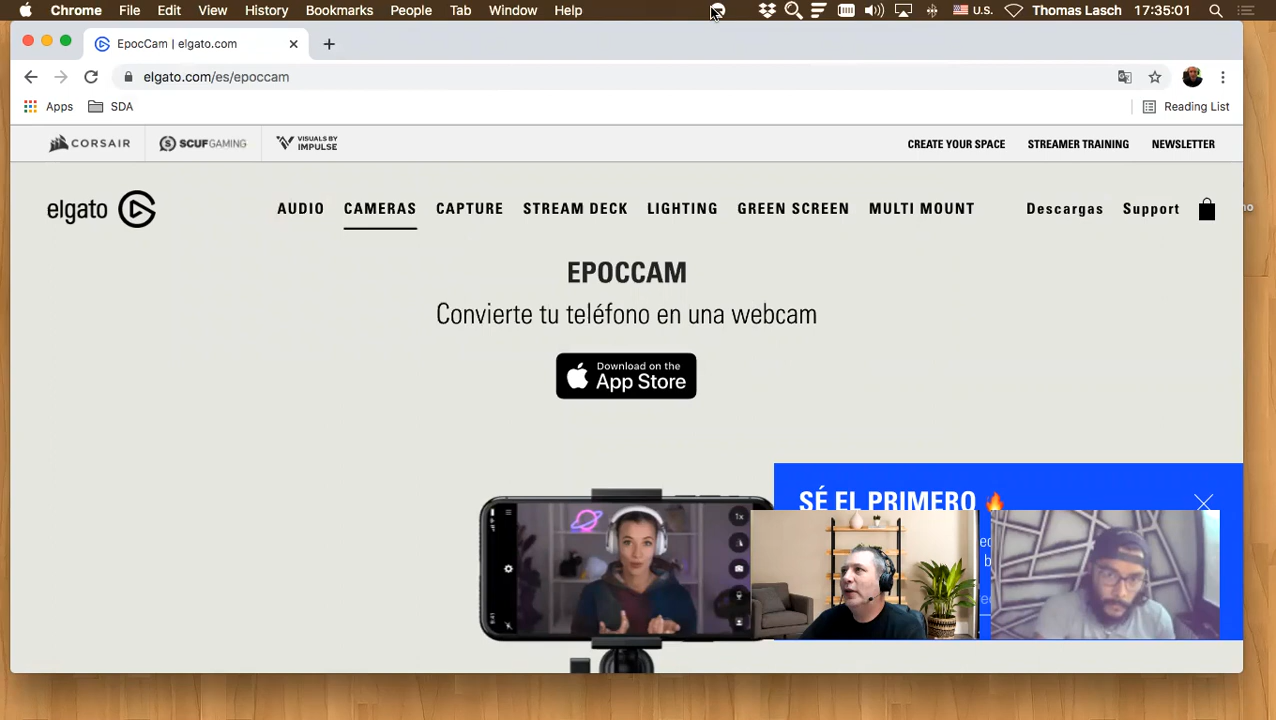 Chrome File Edit View History Bookmarks People Tab Window Help U.S. Thomas Lasch 17:35:01
EpocCam | elgato.com
elgato.com/es/epoccam
Apps SDA Reading List
CORSAIR SCUF GAMING VISUALS BY IMPULSE CREATE YOUR SPACE STREAMER TRAINING NEWSLETTER
elgato AUDIO CAMERAS CAPTURE STREAM DECK LIGHTING GREEN SCREEN MULTI MOUNT Descargas Support
EPOCCAM
Convierte tu teléfono en una webcam
Download on the
App Store
SÉ EL PRIMERO
1x
9:41